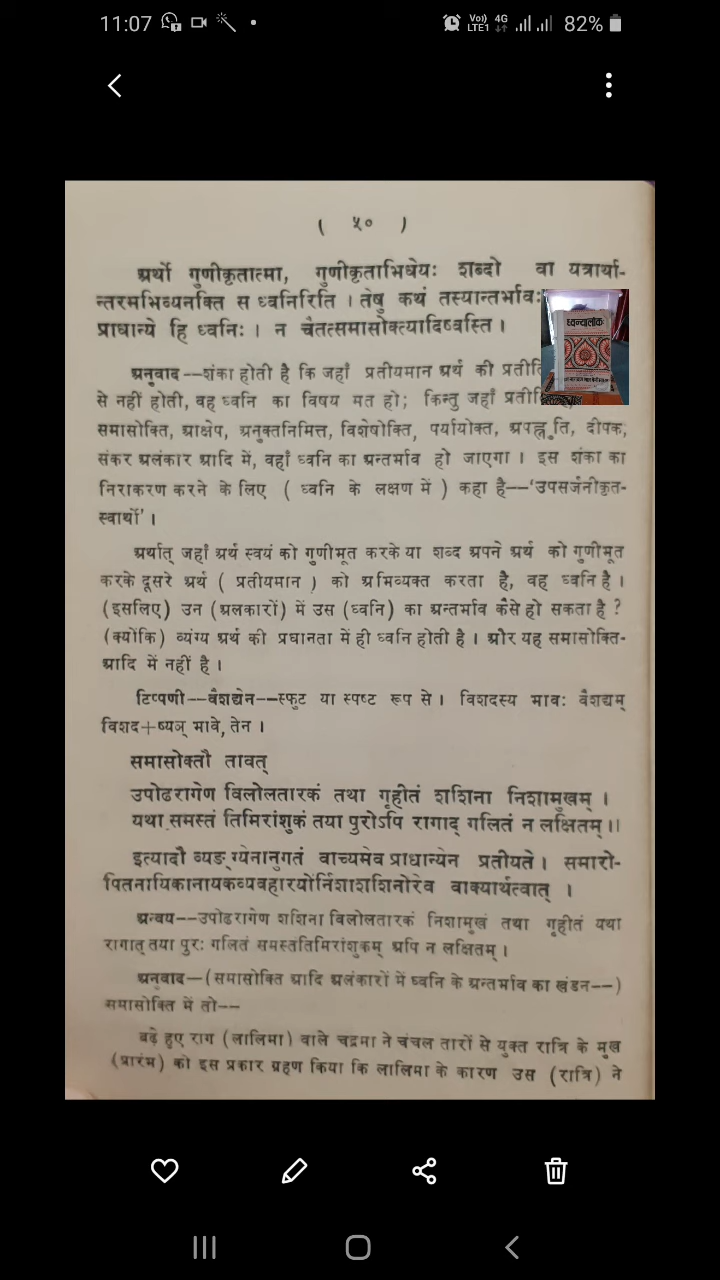 11:07
Vo)) LTE1 4G 82%
( ५० )
अर्थो गुणीकृतात्मा, गुणीकृताभिधेयः शब्दो वा यत्रार्था-
न्तरमभिव्यनक्ति स ध्वनिरिति । तेषु कथं तस्यान्तर्भावः
प्राधान्ये हि ध्वनिः । न चैतत्समासोक्त्यादिष्वस्ति ।
अनुवाद—शंका होती है कि जहाँ प्रतीयमान अर्थ की
से नहीं होती, वह ध्वनि का विषय मत हो; किन्तु जहाँ
समासोक्ति, आक्षेप, अनुक्तनिमित्त, विशेषोक्ति, पर्यायोक्त, अपह्नुति, दीपक,
संकर अलंकार आदि में, वहाँ ध्वनि का अन्तर्भाव हो जाएगा । इस शंका का
निराकरण करने के लिए ( ध्वनि के लक्षण में ) कहा है—'उपसर्जनीकृत-
स्वार्थो' ।
अर्थात् जहाँ अर्थ स्वयं को गुणीभूत करके या शब्द अपने अर्थ को गुणीभूत
करके दूसरे अर्थ ( प्रतीयमान ) को अभिव्यक्त करता है, वह ध्वनि है ।
(इसलिए) उन (अलकारों) में उस (ध्वनि) का अन्तर्भाव कैसे हो सकता है ?
(क्योंकि) व्यंग्य अर्थ की प्रधानता में ही ध्वनि होती है । और यह समासोक्ति-
आदि में नहीं है ।
टिप्पणी—वैशद्येन—स्फुट या स्पष्ट रूप से । विशदस्य भावः वैशद्यम्
विशद+ष्यञ् भावे, तेन ।
समासोक्तौ तावत्
उपोढरागेण विलोलतारकं तथा गृहीतं शशिना निशामुखम् ।
यथा समस्तं तिमिरांशुकं तया पुरोऽपि रागाद् गलितं न लक्षितम् ॥
इत्यादौ व्यङ्ग्येनानुगतं वाच्यमेव प्राधान्येन प्रतीयते । समारो-
पितनायिकानायकव्यवहारयोर्निशाशशिनोरेव वाक्यार्थत्वात् ।
अन्वय—उपोढरागेण शशिना विलोलतारकं निशामुखं तथा गृहीतं यथा
रागात् तया पुरः गलितं समस्ततिमिरांशुकम् अपि न लक्षितम् ।
अनुवाद—(समासोक्ति आदि अलंकारों में ध्वनि के अन्तर्भाव का खंडन—)
समासोक्ति में तो—
बढ़े हुए राग (लालिमा) वाले चद्रमा ने चंचल तारों से युक्त रात्रि के मुख
(प्रारंभ) को इस प्रकार ग्रहण किया कि लालिमा के कारण उस (रात्रि) ने
ध्वन्यालोकः